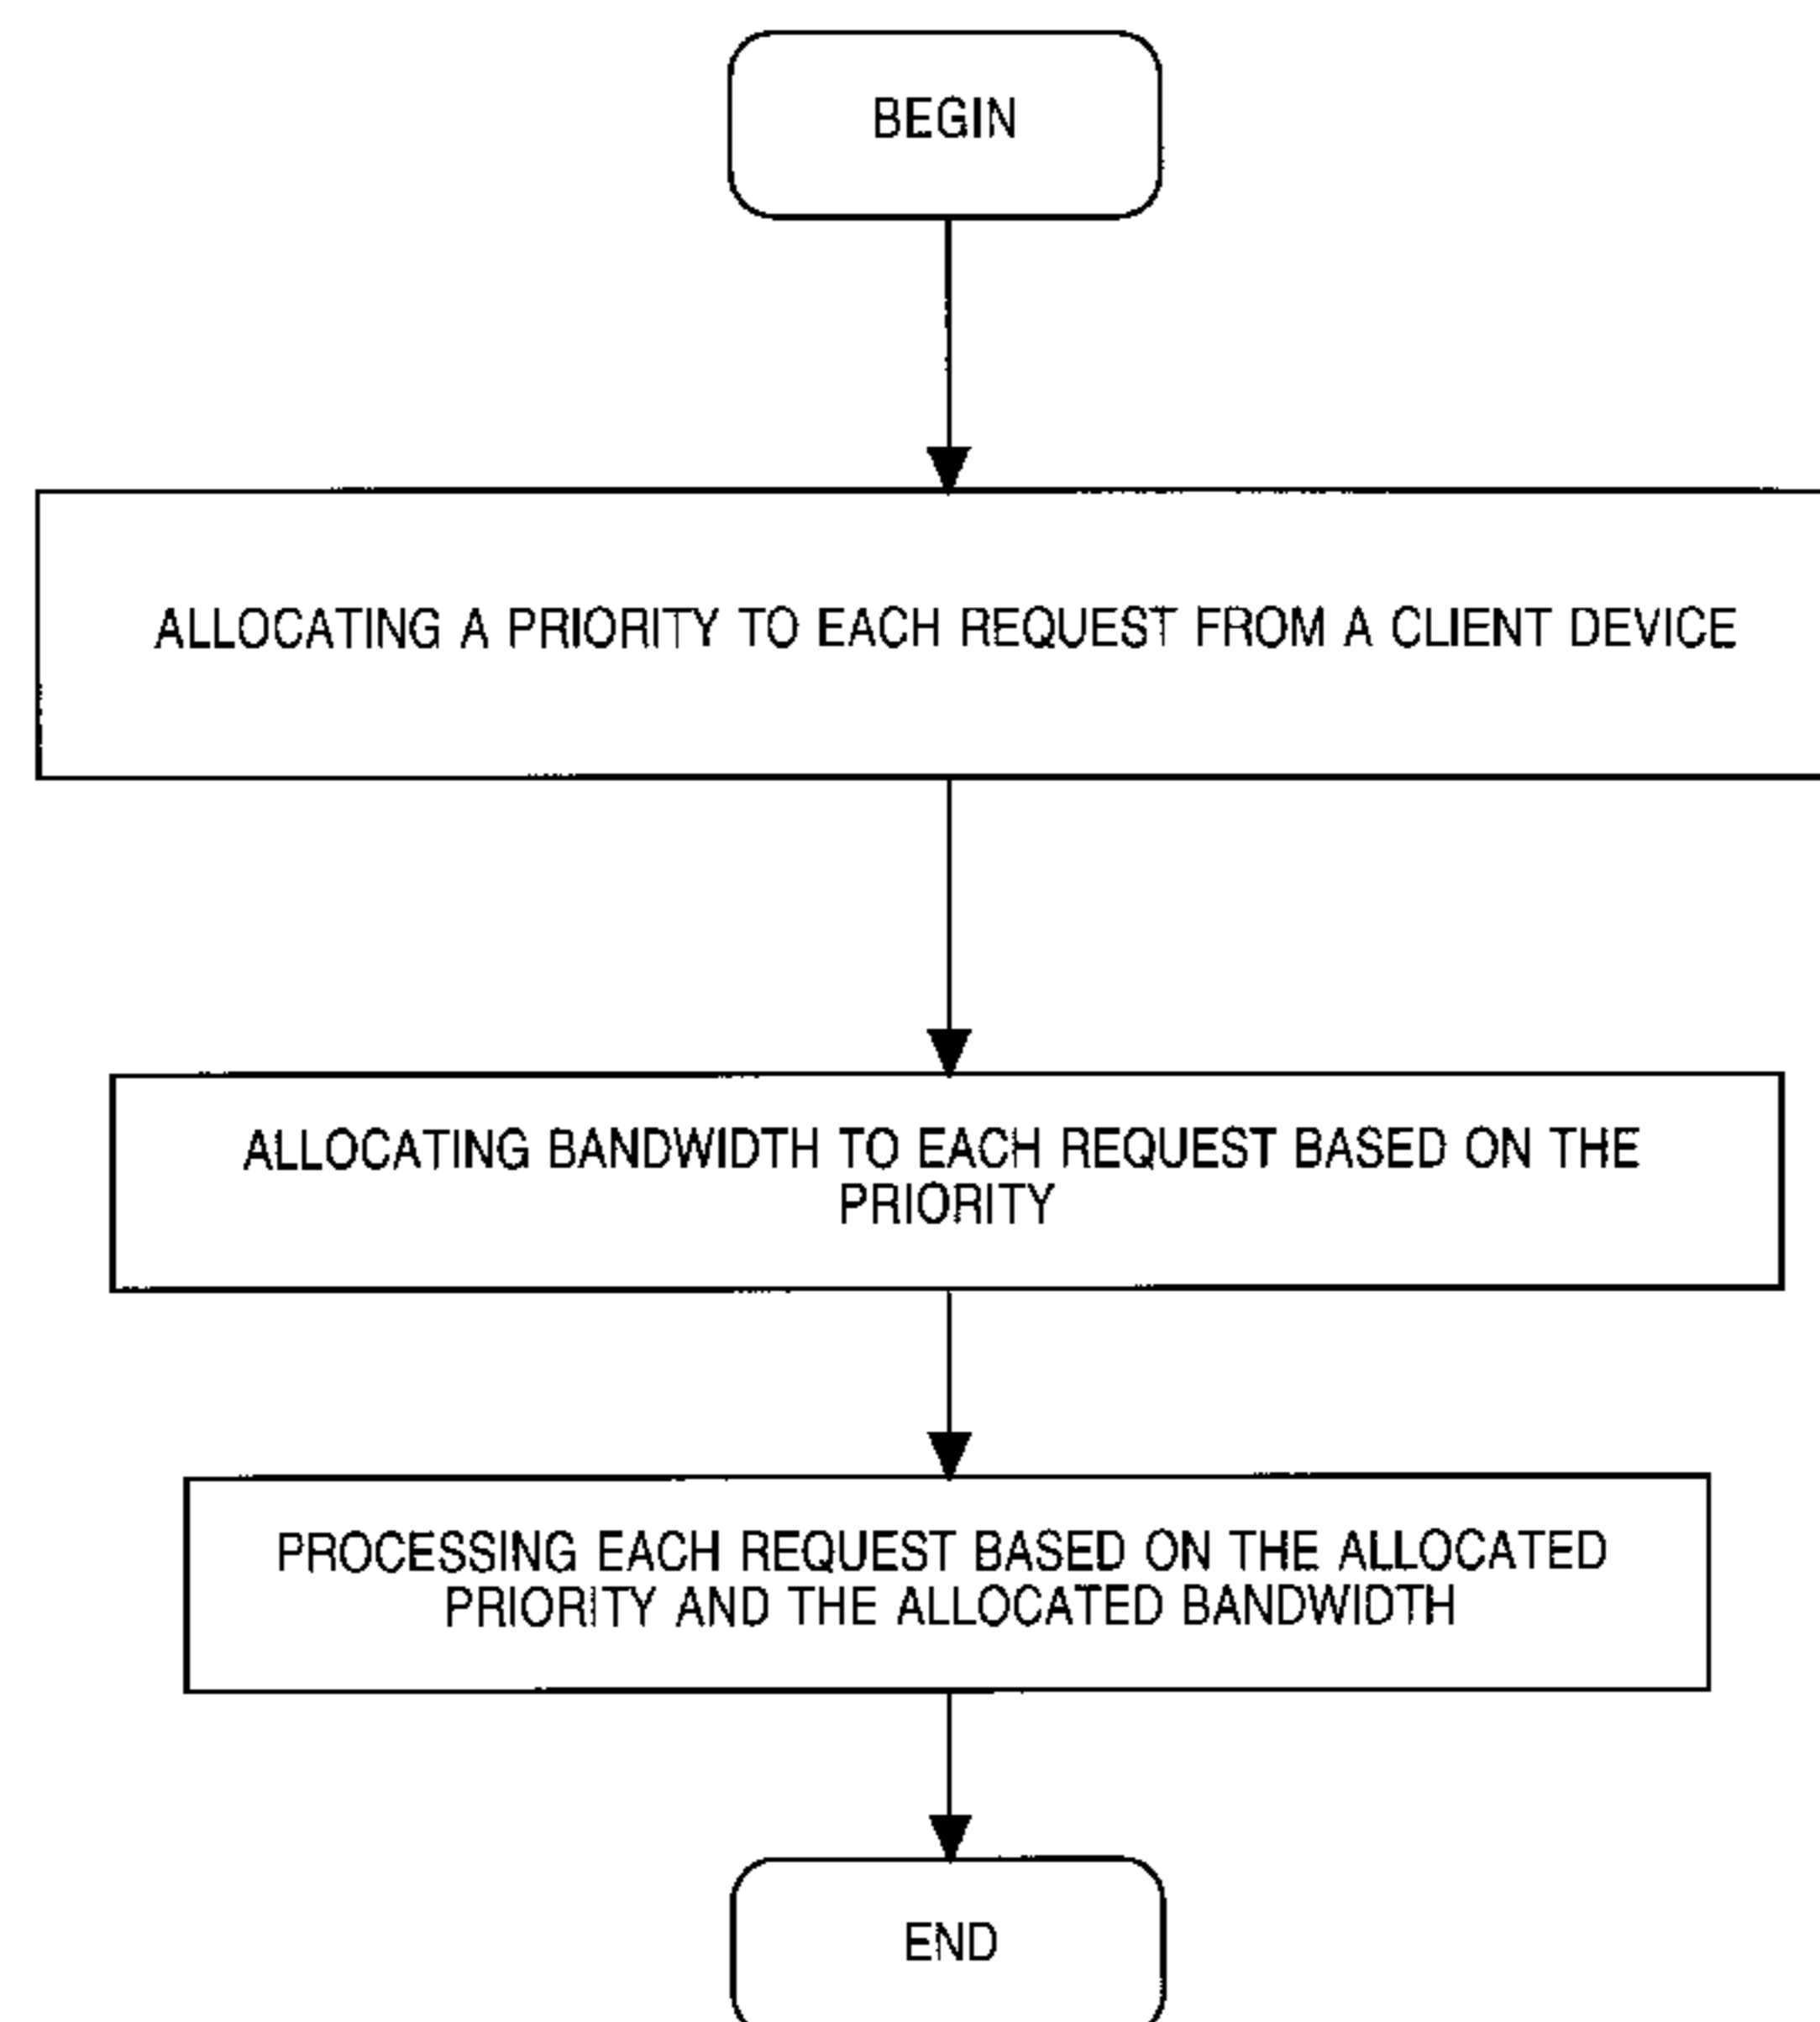 BEGIN
ALLOCATING A PRIORITY TO EACH REQUEST FROM A CLIENT DEVICE
ALLOCATING BANDWIDTH TO EACH REQUEST BASED ON THE
PRIORITY
PROCESSING EACH REQUEST BASED ON THE ALLOCATED
PRIORITY AND THE ALLOCATED BANDWIDTH
END